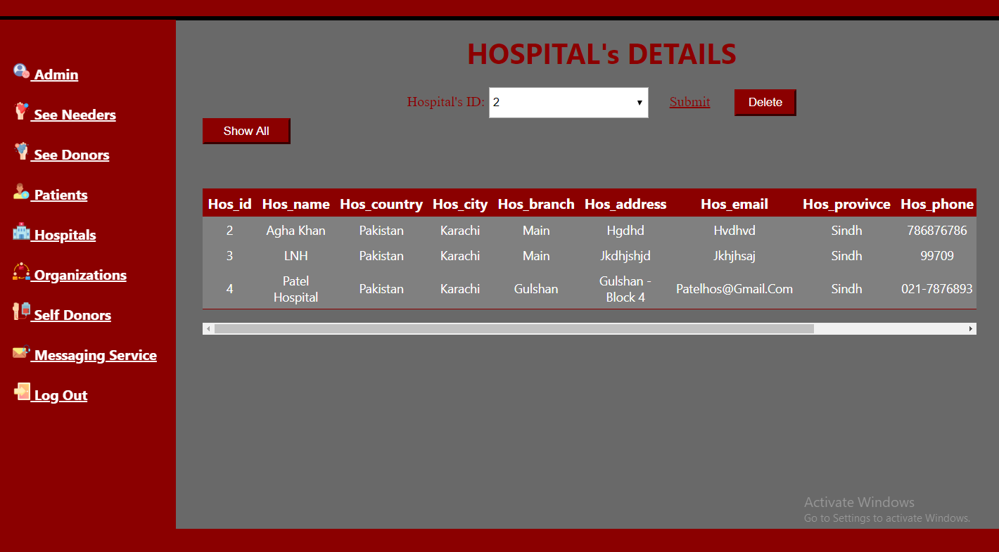 HOSPITAL's DETAILS
Admin
See Needers
See Donors
Patients
Hospitals
Organizations
Self Donors
Messaging Service
Log Out
Hospital's ID: 2 Submit Delete
Show All
Hos_id Hos_name Hos_country Hos_city Hos_branch Hos_address Hos_email Hos_provivce Hos_phone
2 Agha Khan Pakistan Karachi Main Hgdhd Hvdhvd Sindh 786876786
3 LNH Pakistan Karachi Main Jkdhjshjd Jkhjhsaj Sindh 99709
4 Patel Hospital Pakistan Karachi Gulshan Gulshan - Block 4 Patelhos@Gmail.Com Sindh 021-7876893
Activate Windows
Go to Settings to activate Windows.